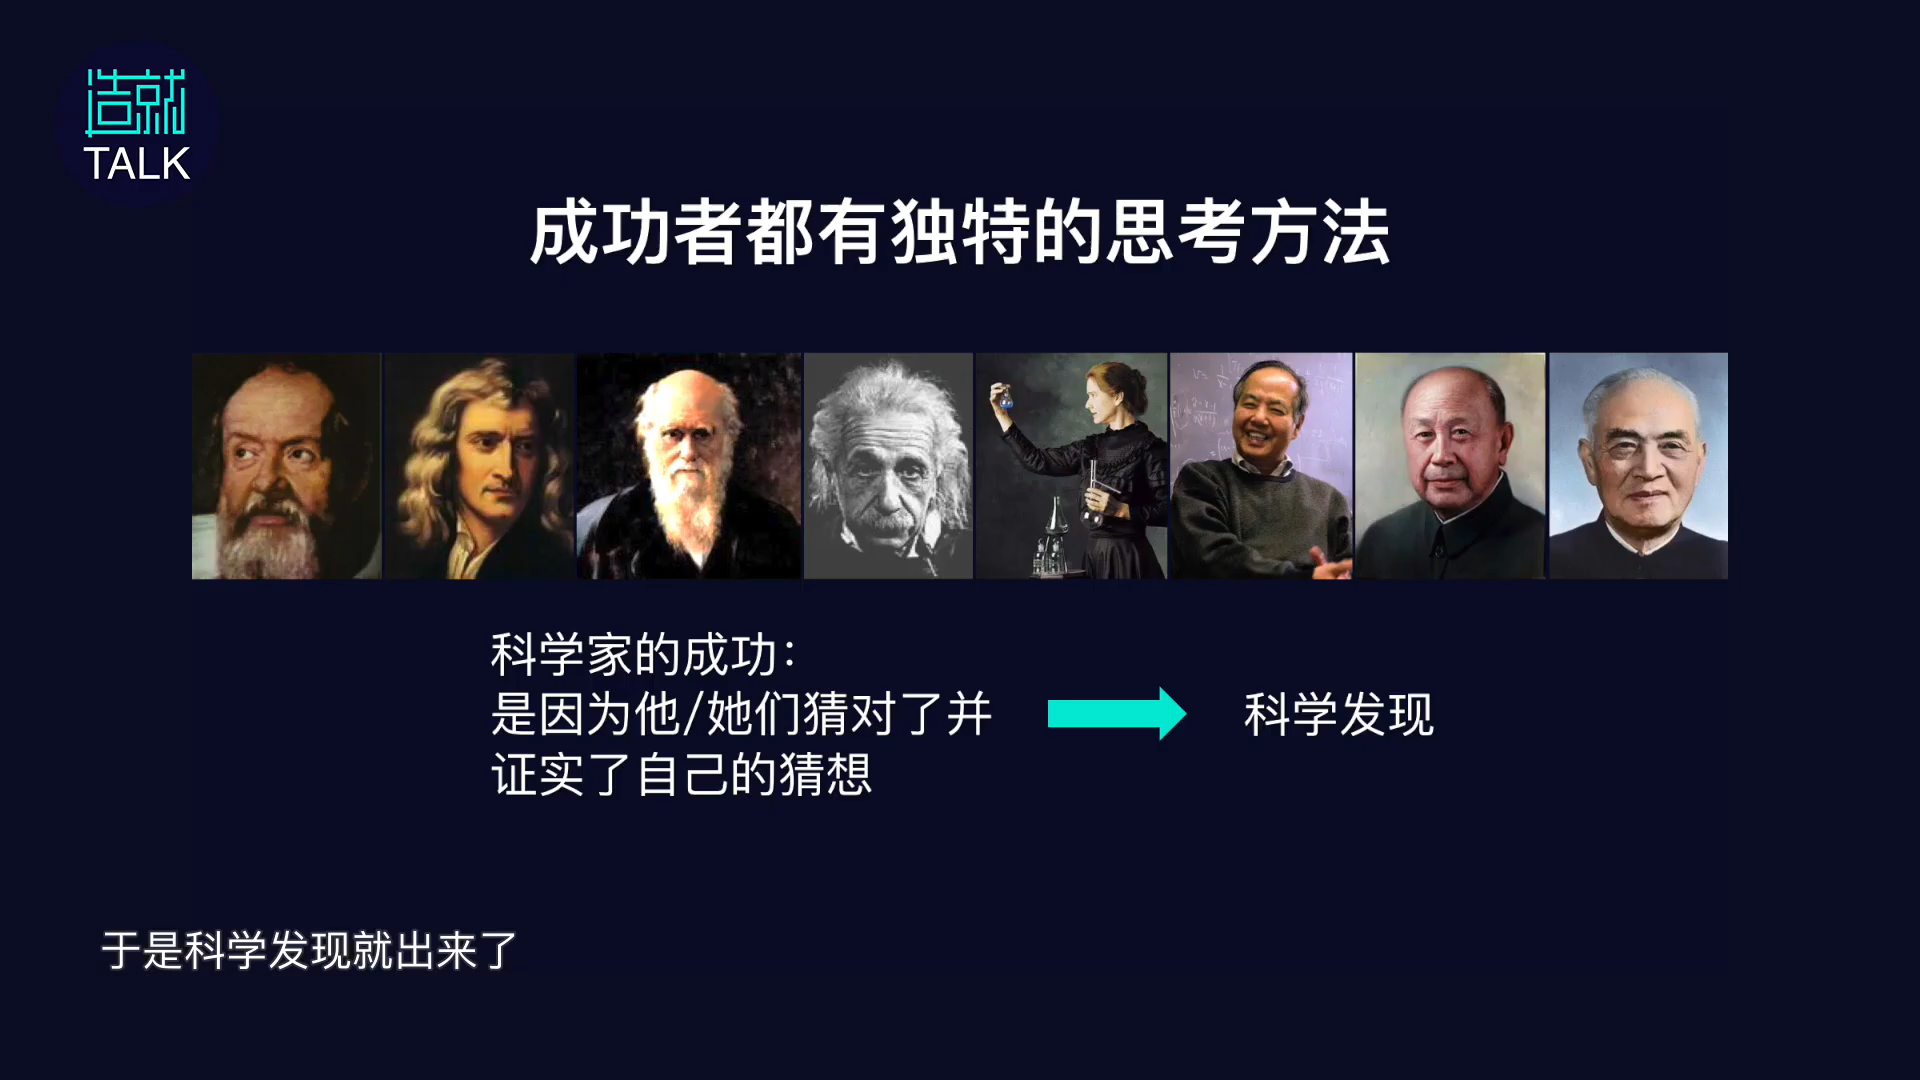 造就
TALK
成功者都有独特的思考方法
科学家的成功：
是因为他/她们猜对了并
证实了自己的猜想
科学发现
于是科学发现就出来了